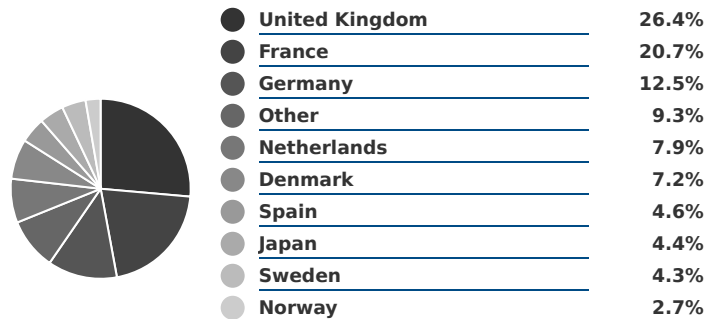 United Kingdom 26.4%
France 20.7%
Germany 12.5%
Other 9.3%
Netherlands 7.9%
Denmark 7.2%
Spain 4.6%
Japan 4.4%
Sweden 4.3%
Norway 2.7%